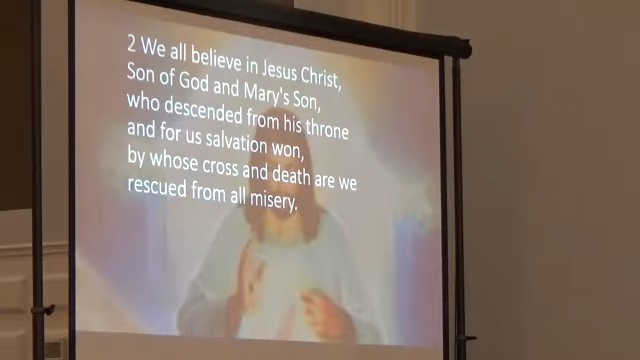 2 We all believe in Jesus Christ,
Son of God and Mary's Son,
who descended from his throne
and for us salvation won,
by whose cross and death are we
rescued from all misery.